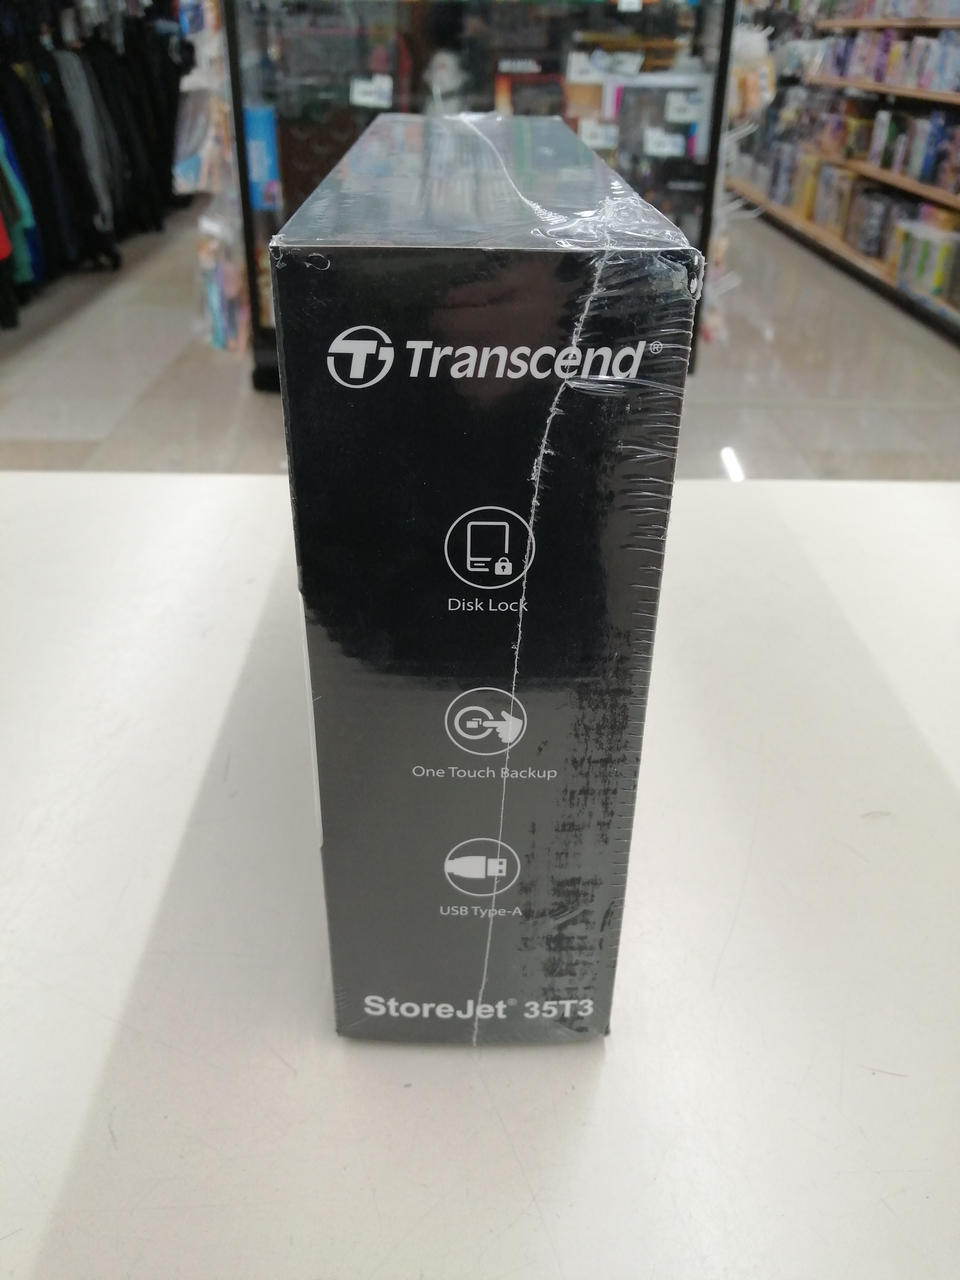 Transcend®
Disk Lock
One Touch Backup
USB Type-A
StoreJet® 35T3